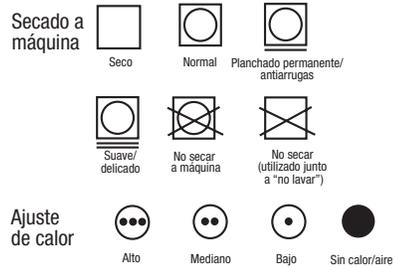 Secado a
máquina
Seco
Normal
Planchado permanente/
antiarrugas
Suave/
delicado
No secar
a máquina
No secar
(utilizado junto
a “no lavar”)
Ajuste
de calor
Alto
Mediano
Bajo
Sin calor/aire